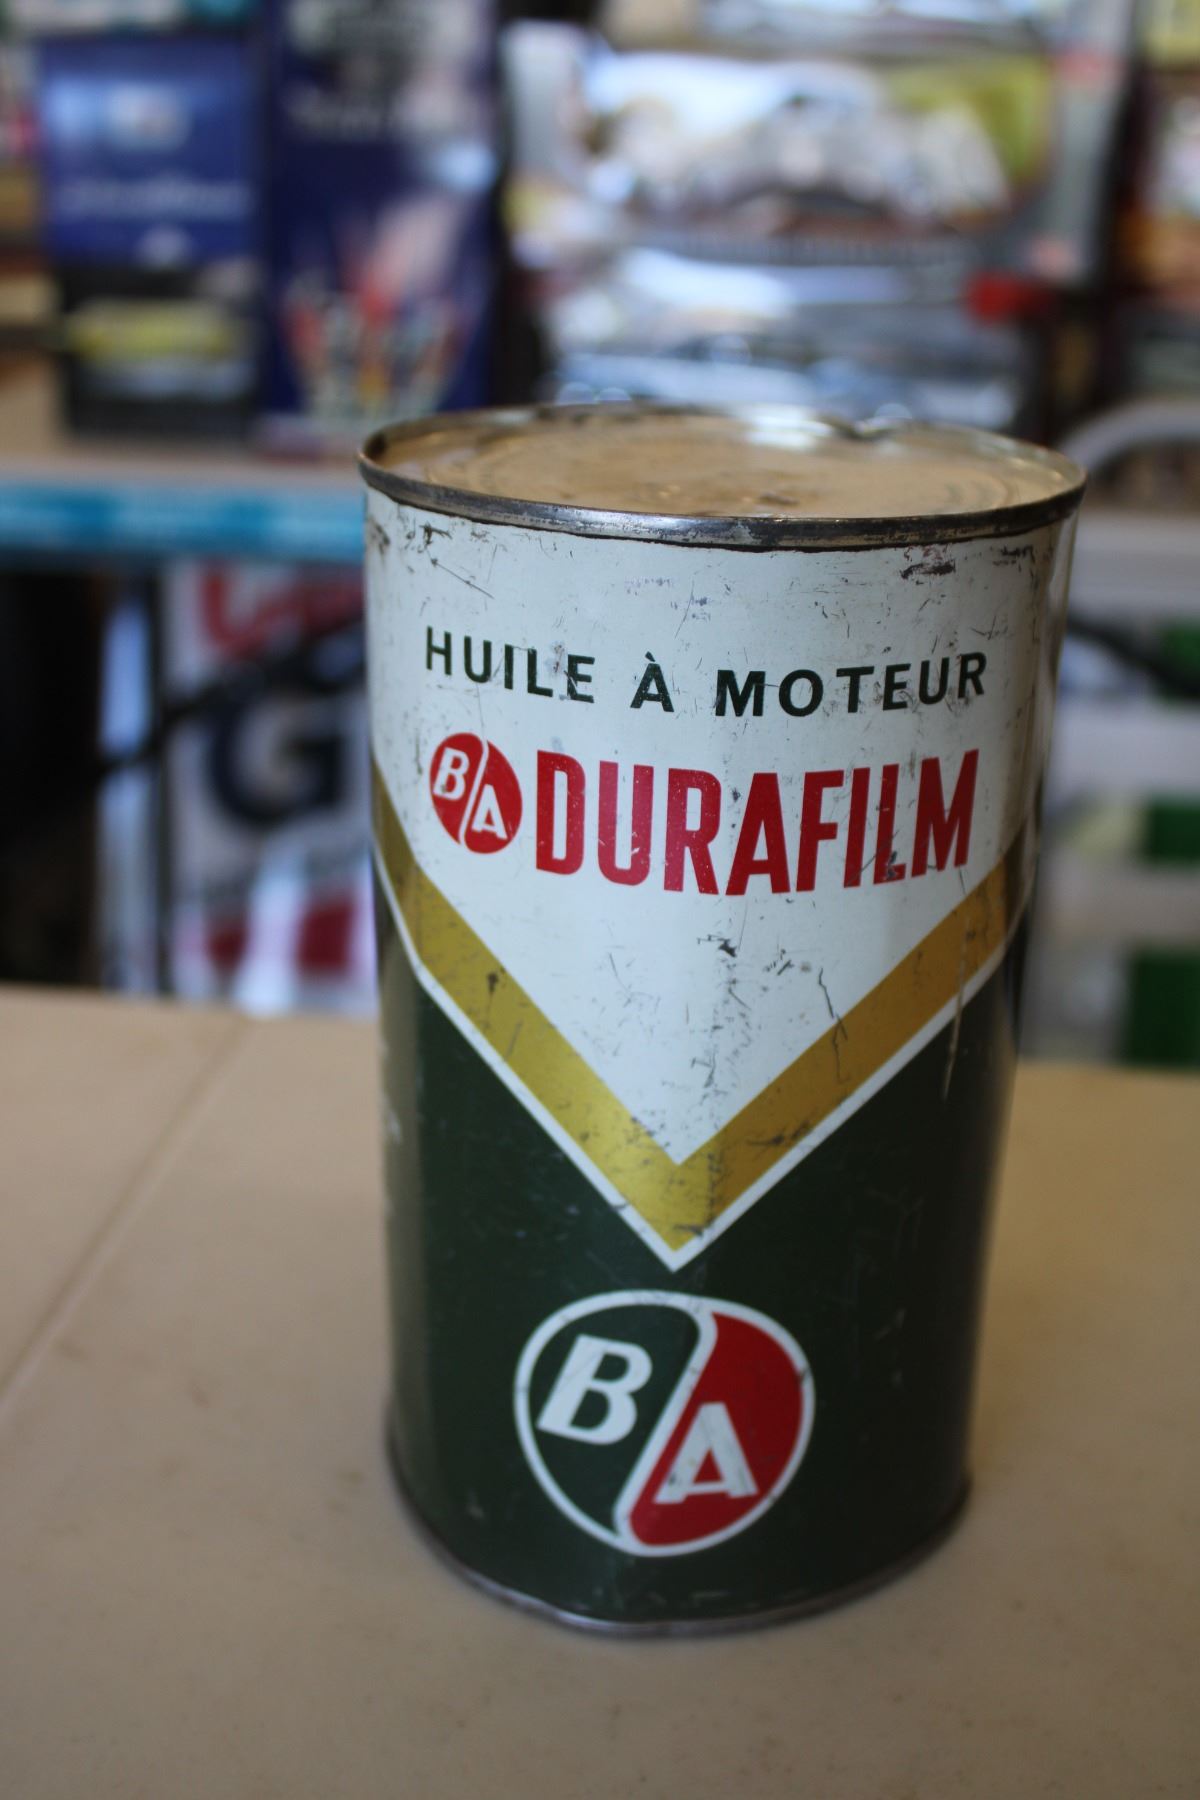 HUILE À MOTEUR
BA DURAFILM
BA
G